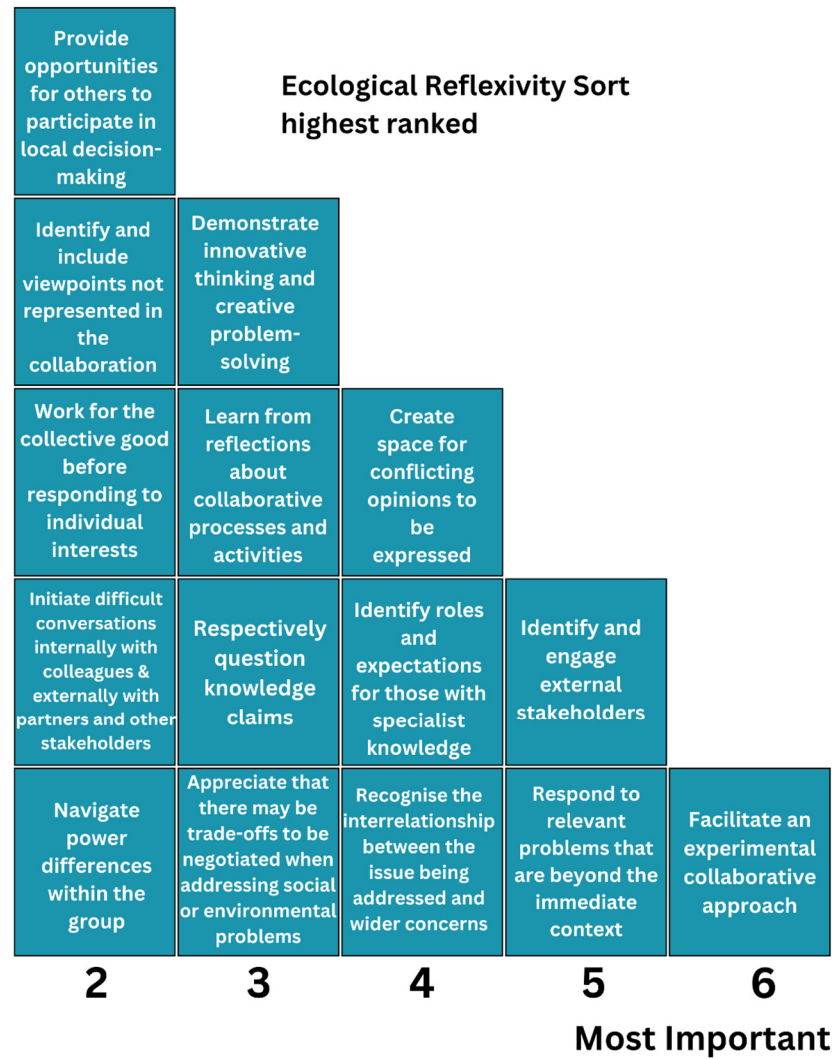 Provide
opportunities
for others to
participate in
local decision-
making
Ecological Reflexivity Sort
highest ranked
Identify and
include
viewpoints not
represented in
the
collaboration
Demonstrate
innovative
thinking and
creative
problem-
solving
Work for the
collective good
before
responding to
individual
interests
Learn from
reflections
about
collaborative
processes and
activities
Create
space for
conflicting
opinions to
be
expressed
Initiate difficult
conversations
internally with
colleagues &
externally with
partners and other
stakeholders
Respectively
question
knowledge
claims
Identify roles
and
expectations
for those with
specialist
knowledge
Identify and
engage
external
stakeholders
Navigate
power
differences
within the
group
Appreciate that
there may be
trade-offs to be
negotiated when
addressing social
or environmental
problems
Recognise the
interrelationship
between the
issue being
addressed and
wider concerns
Respond to
relevant
problems that
are beyond the
immediate
context
Facilitate an
experimental
collaborative
approach
2 3 4 5 6
Most Important